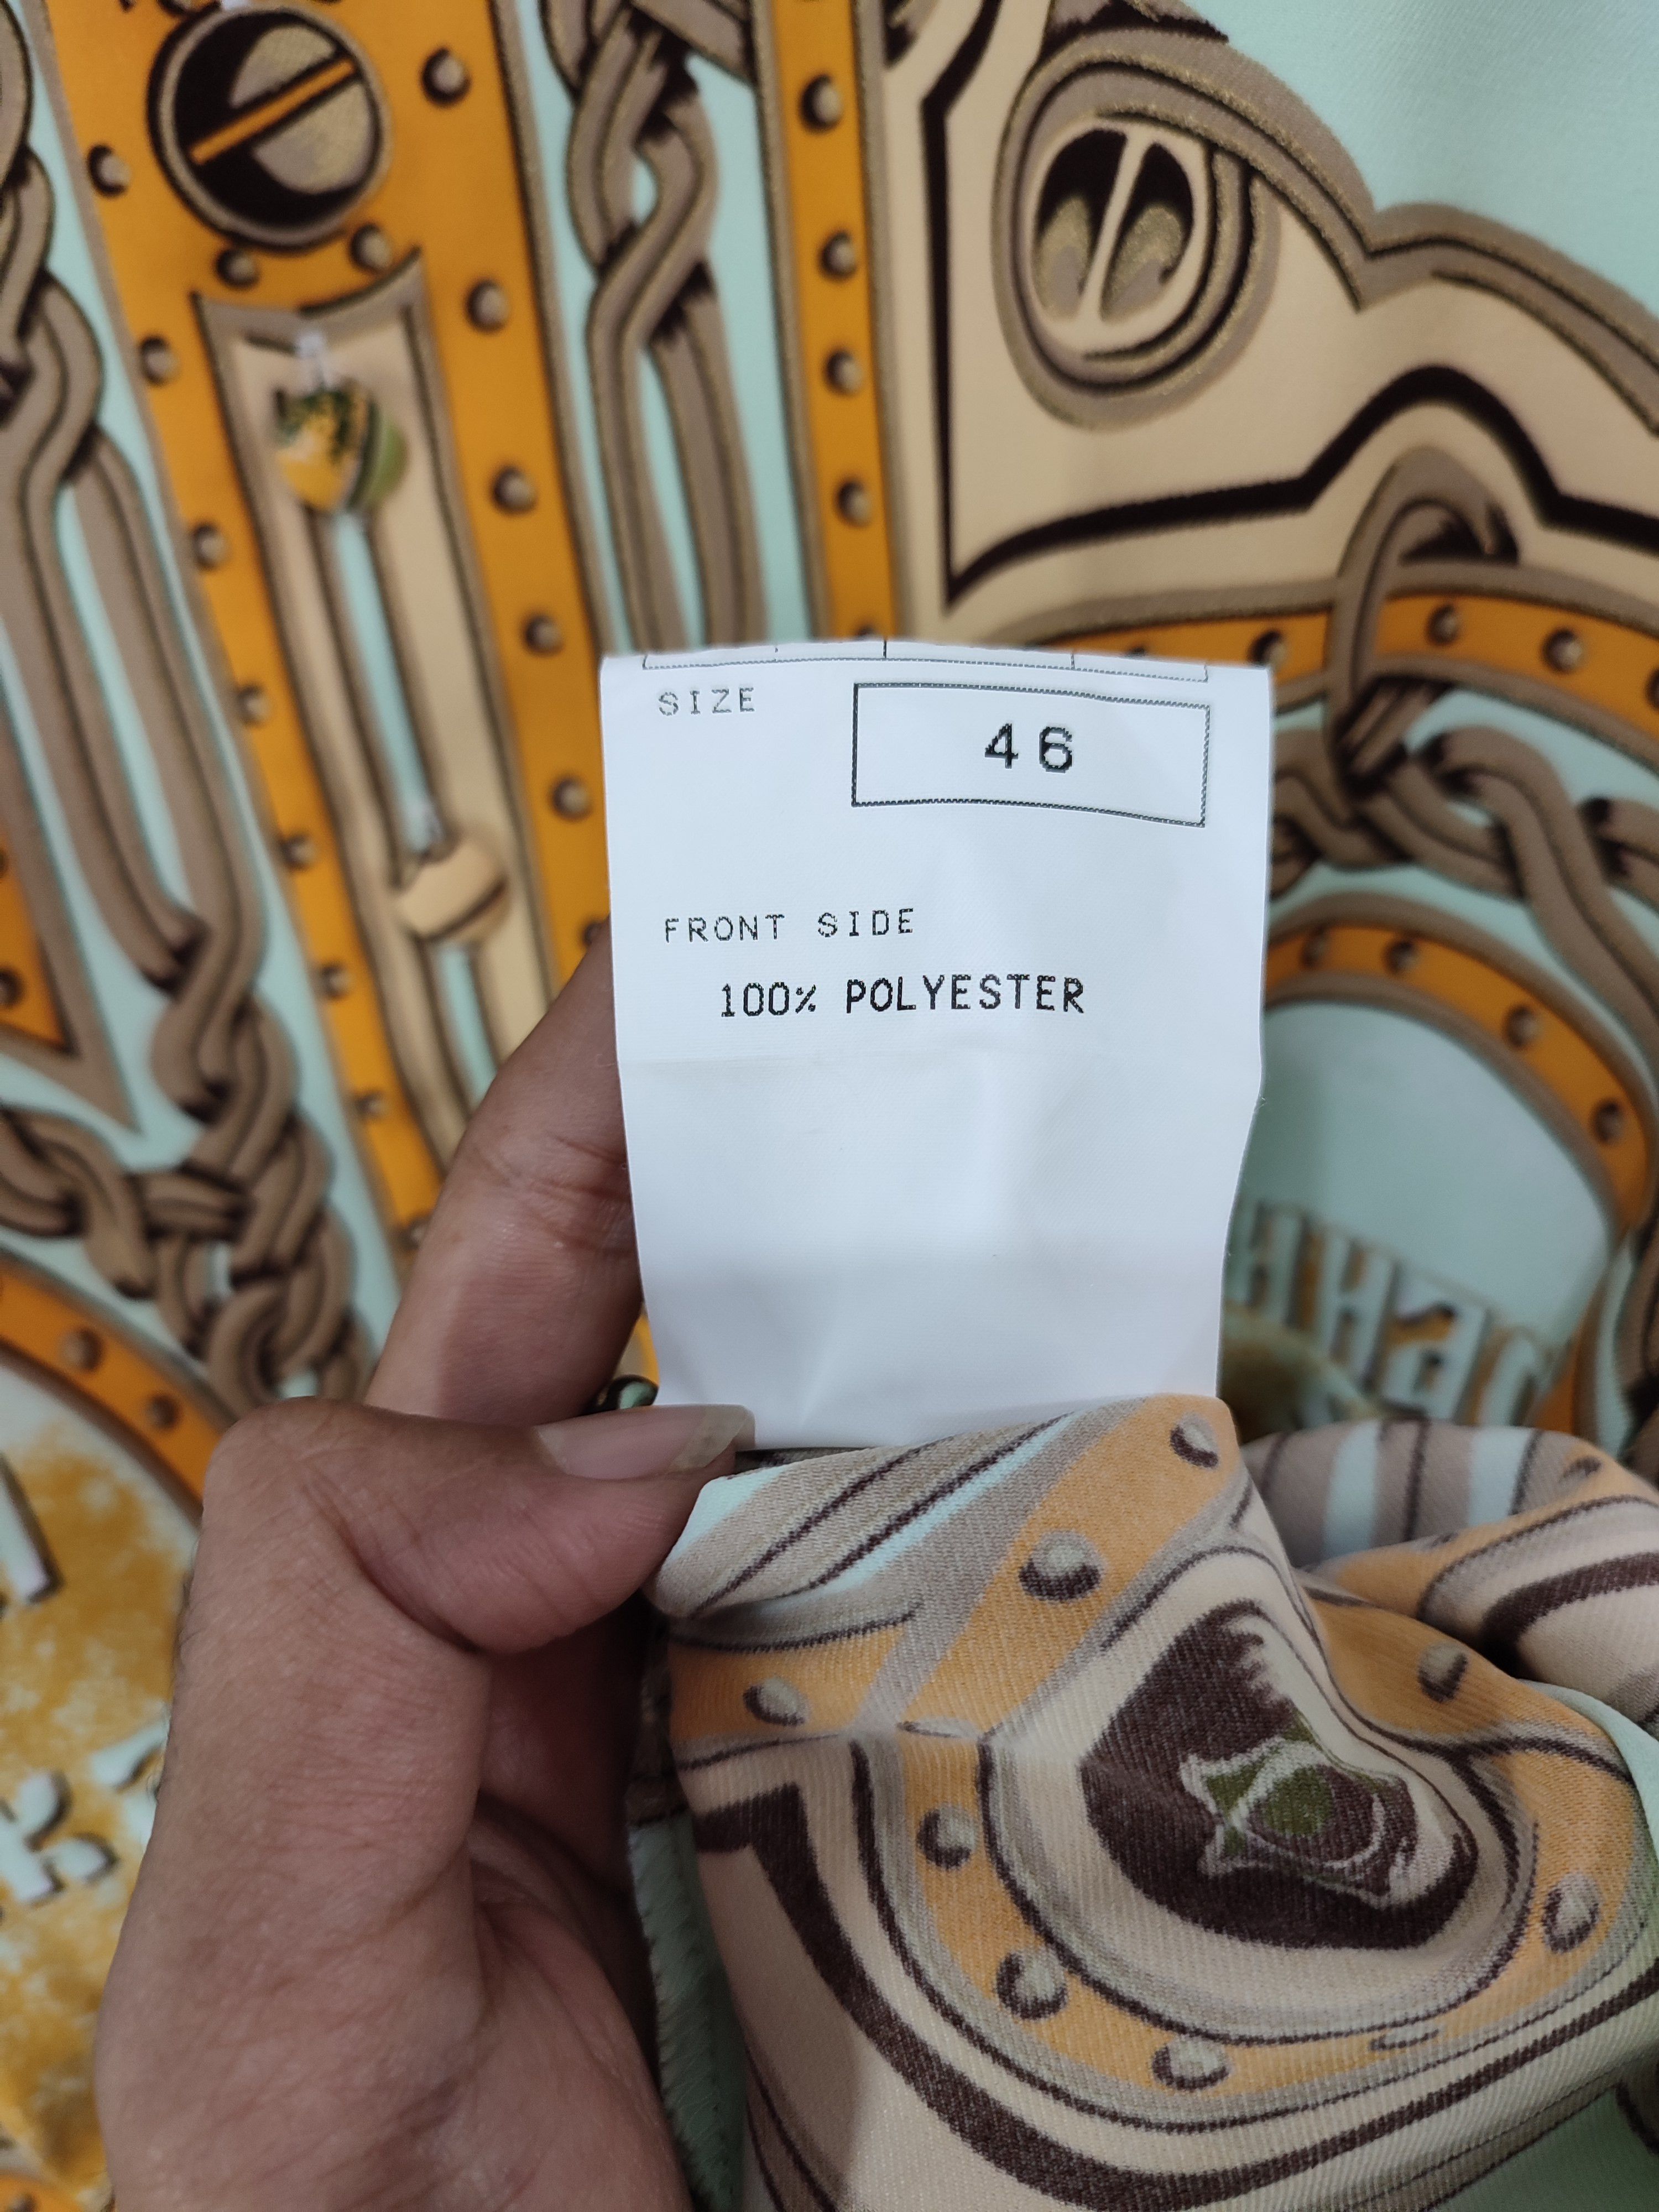 SIZE
46
FRONT SIDE
100% POLYESTER